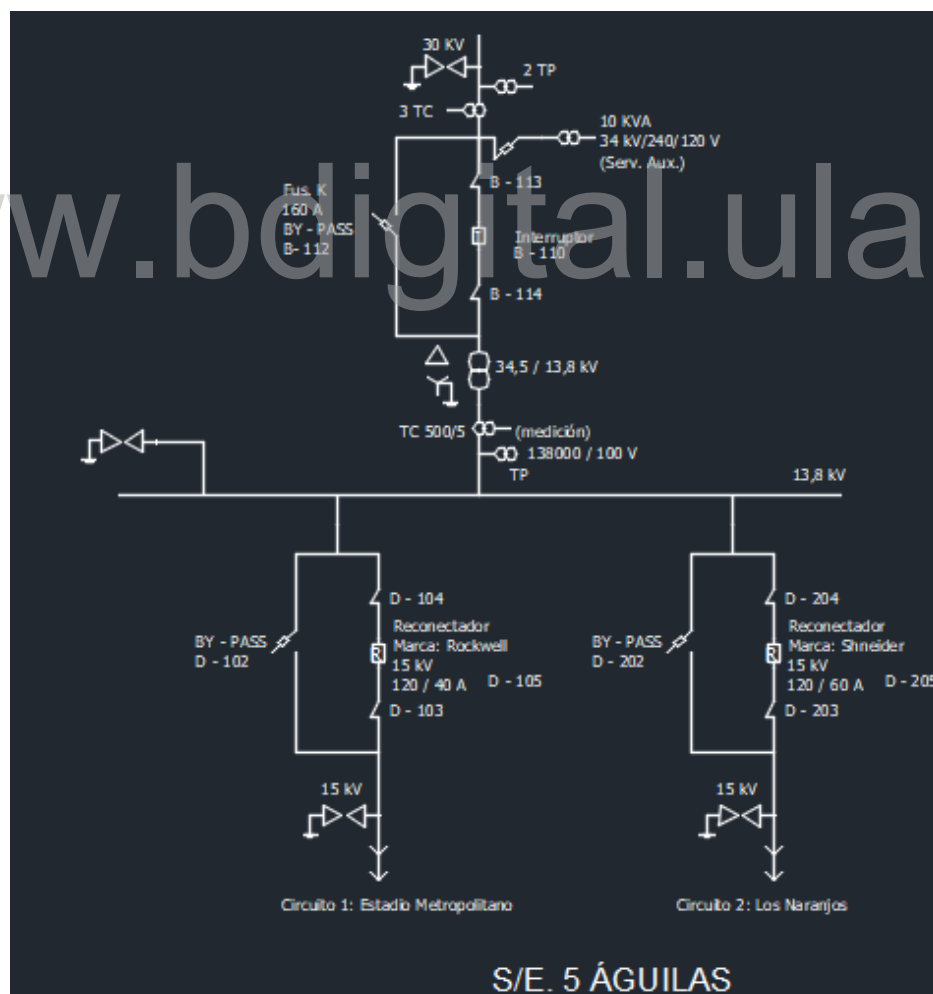 30 KV
2 TP
3 TC
10 KVA
34 kV/240/120 V
(Serv. Aux.)
B - 113
Fus. K
160 A
BY - PASS
B- 112
Interruptor
B - 110
B - 114
www.bdigital.ula
34,5 / 13,8 kV
TC 500/5
(medición)
138000 / 100 V
TP
13,8 kV
D - 104
BY - PASS
D - 102
Reconectador
Marca: Rockwell
R
15 kV
120 / 40 A
D - 105
D - 103
D - 204
BY - PASS
D - 202
Reconectador
Marca: Shneider
R
15 kV
120 / 60 A
D - 205
D - 203
15 kV
15 kV
Circuito 1: Estadio Metropolitano
Circuito 2: Los Naranjos
S/E. 5 ÁGUILAS